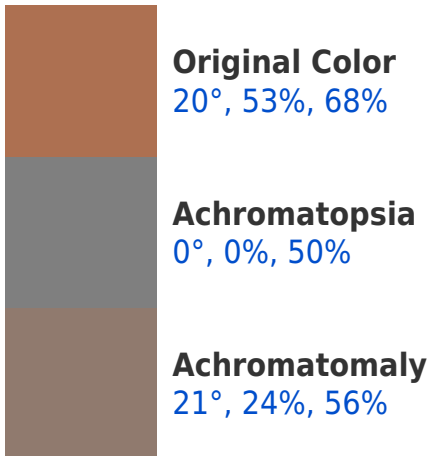 Original Color
20°, 53%, 68%
Achromatopsia
0°, 0%, 50%
Achromatomaly
21°, 24%, 56%